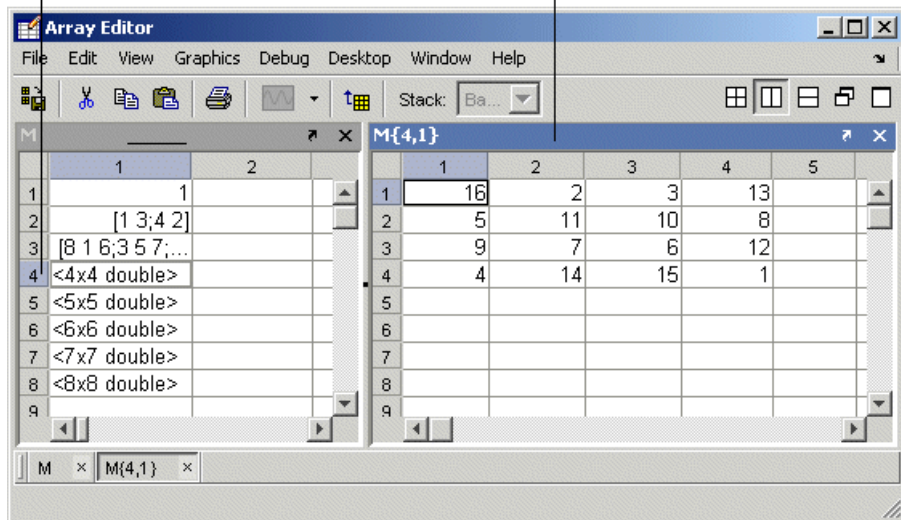 Array Editor
File Edit View Graphics Debug Desktop Window Help
Stack: Ba...
M
1 2
1 1
2 [1 3;4 2]
3 [8 1 6;3 5 7;...
4 <4x4 double>
5 <5x5 double>
6 <6x6 double>
7 <7x7 double>
8 <8x8 double>
9
M{4,1}
1 2 3 4 5
1 16 2 3 13
2 5 11 10 8
3 9 7 6 12
4 4 14 15 1
5
6
7
8
9
M M{4,1}